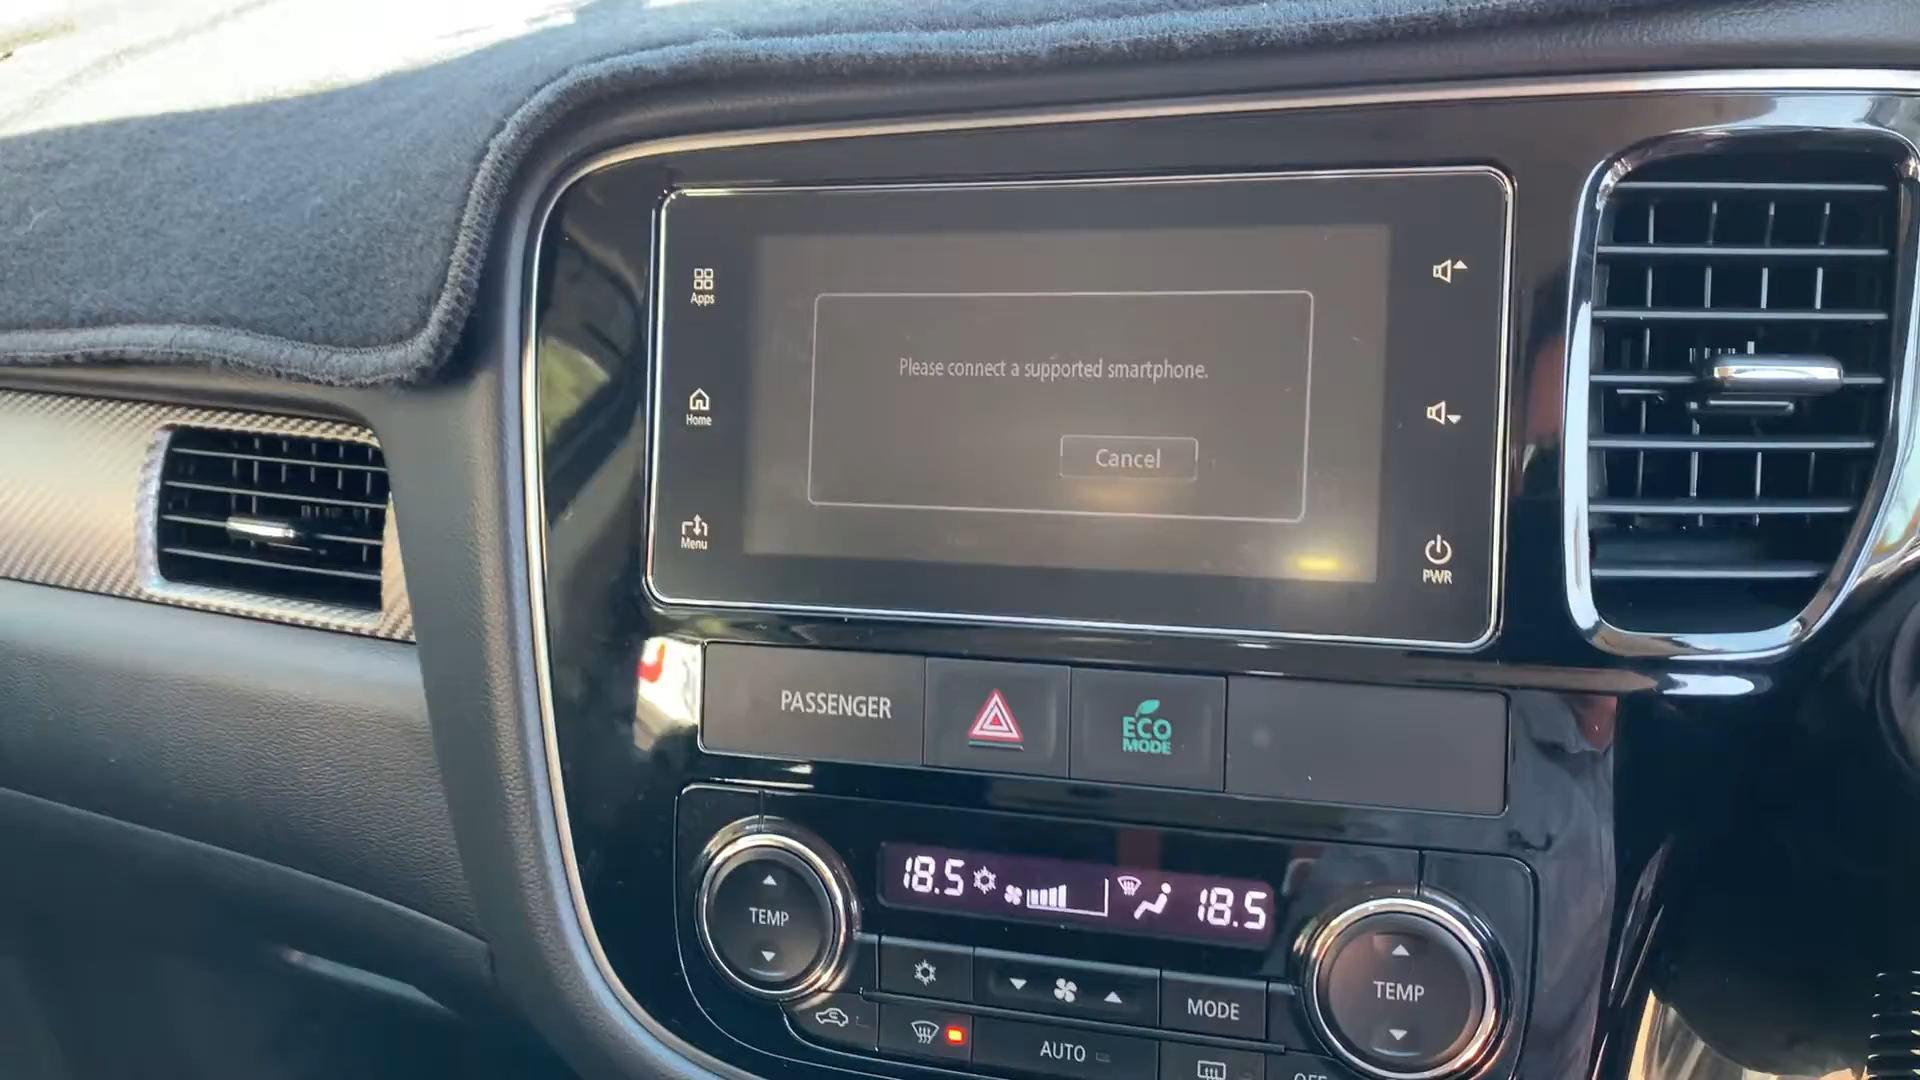 Apps
Home
Menu
Please connect a supported smartphone.
Cancel
PWR
PASSENGER
ECO
MODE
18.5
18.5
TEMP
TEMP
MODE
AUTO